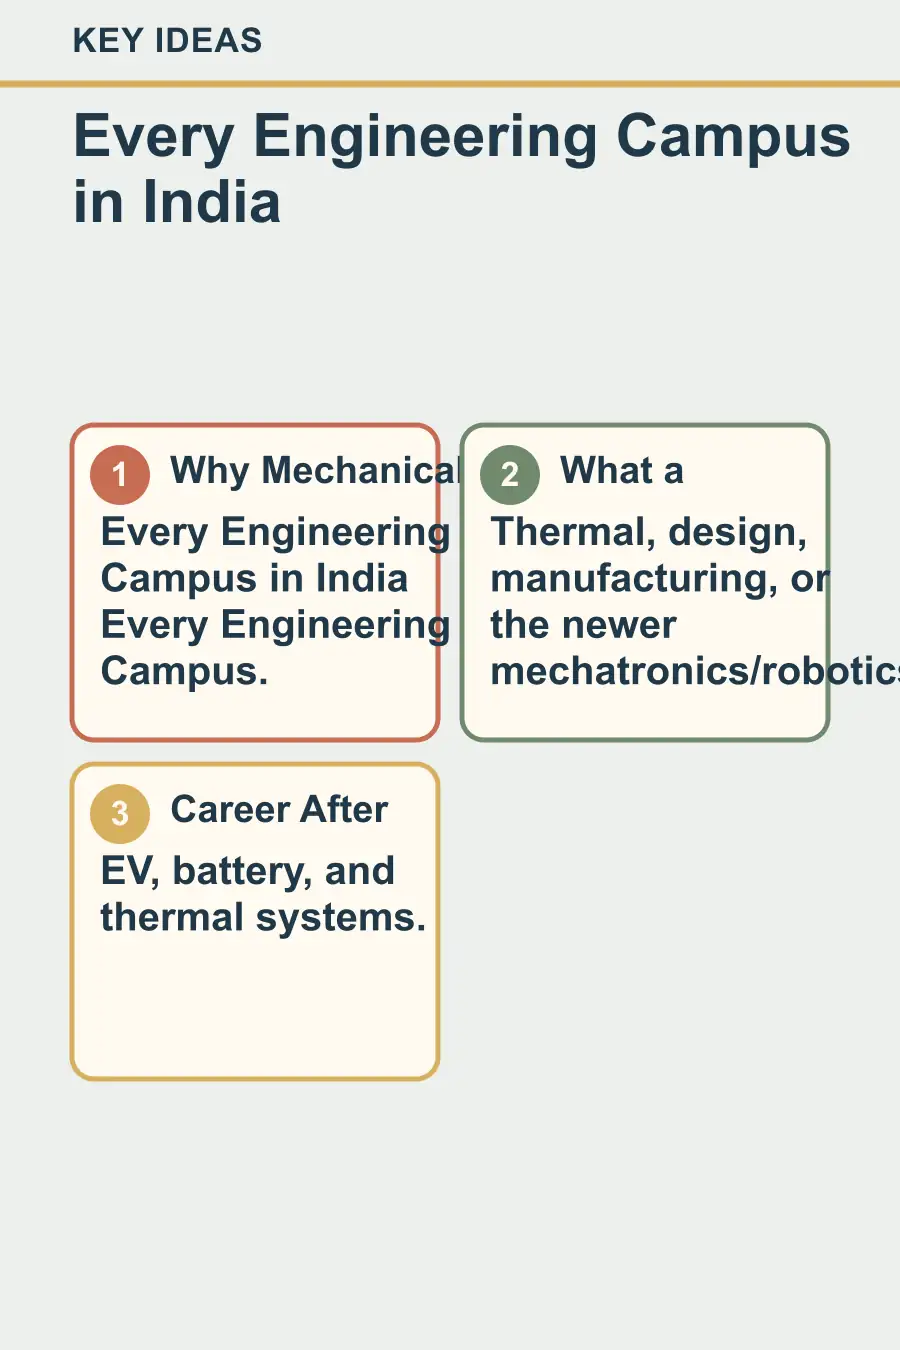 KEY IDEAS
Every Engineering Campus
in India
1 Why Mechanical
Every Engineering
Campus in India
Every Engineering
Campus.
2 What a
Thermal, design,
manufacturing, or
the newer
mechatronics/robotics
3 Career After
EV, battery, and
thermal systems.